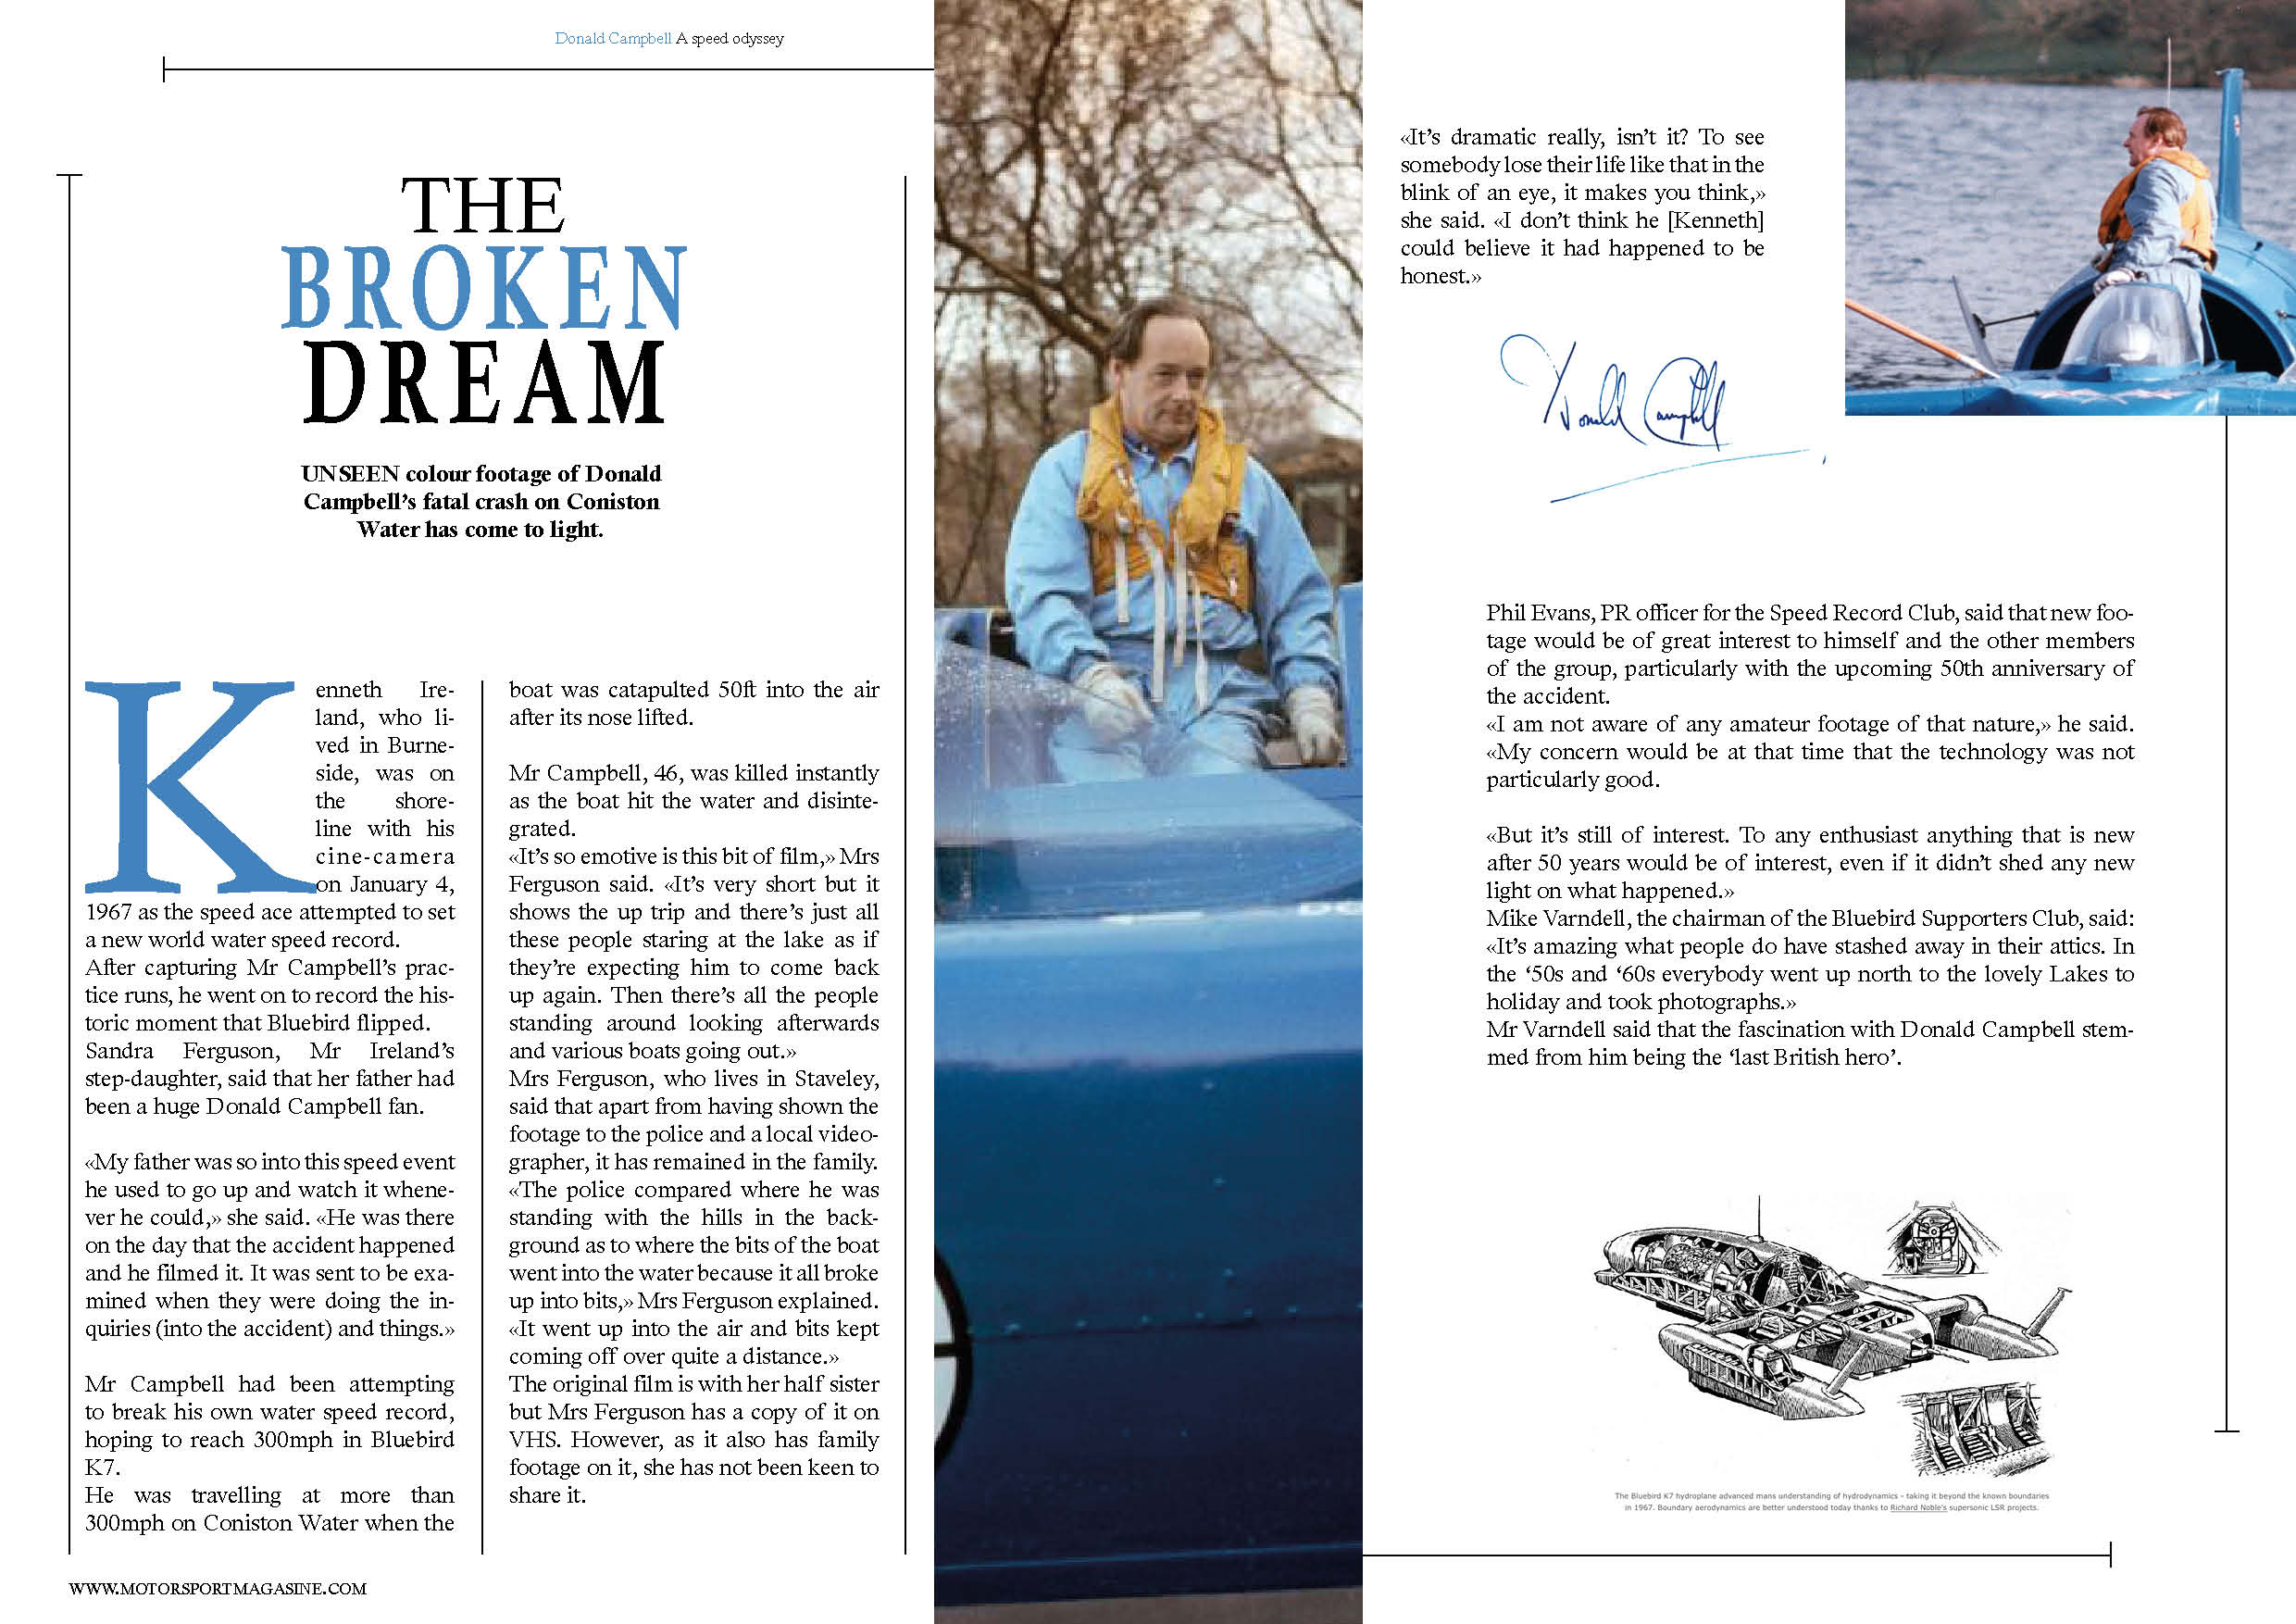 Donald Campbell A speed odyssey
THE
BROKEN
DREAM
UNSEEN colour footage of Donald
Campbell's fatal crash on Coniston
Water has come to light.
Kenneth Ire-
land, who li-
ved in Burne-
side, was on
the shore-
line with his
cine-camera
on January 4,
1967 as the speed ace attempted to set
a new world water speed record.
After capturing Mr Campbell's prac-
tice runs, he went on to record the his-
toric moment that Bluebird flipped.
Sandra Ferguson, Mr Ireland's
step-daughter, said that her father had
been a huge Donald Campbell fan.
«My father was so into this speed event
he used to go up and watch it whene-
ver he could,» she said. «He was there
on the day that the accident happened
and he filmed it. It was sent to be exa-
mined when they were doing the in-
quiries (into the accident) and things.»
Mr Campbell had been attempting
to break his own water speed record,
hoping to reach 300mph in Bluebird
K7.
He was travelling at more than
300mph on Coniston Water when the
boat was catapulted 50ft into the air
after its nose lifted.
Mr Campbell, 46, was killed instantly
as the boat hit the water and disinte-
grated.
«It's so emotive is this bit of film,» Mrs
Ferguson said. «It's very short but it
shows the up trip and there's just all
these people staring at the lake as if
they're expecting him to come back
up again. Then there's all the people
standing around looking afterwards
and various boats going out.»
Mrs Ferguson, who lives in Staveley,
said that apart from having shown the
footage to the police and a local video-
grapher, it has remained in the family.
«The police compared where he was
standing with the hills in the back-
ground as to where the bits of the boat
went into the water because it all broke
up into bits,» Mrs Ferguson explained.
«It went up into the air and bits kept
coming off over quite a distance.»
The original film is with her half sister
but Mrs Ferguson has a copy of it on
VHS. However, as it also has family
footage on it, she has not been keen to
share it.
WWW.MOTORSPORTMAGASINE.COM
«It's dramatic really, isn't it? To see
somebody lose their life like that in the
blink of an eye, it makes you think,»
she said. «I don't think he [Kenneth]
could believe it had happened to be
honest.»
Donald Campbell
Phil Evans, PR officer for the Speed Record Club, said that new foo-
tage would be of great interest to himself and the other members
of the group, particularly with the upcoming 50th anniversary of
the accident.
«I am not aware of any amateur footage of that nature,» he said.
«My concern would be at that time that the technology was not
particularly good.
«But it's still of interest. To any enthusiast anything that is new
after 50 years would be of interest, even if it didn't shed any new
light on what happened.»
Mike Varndell, the chairman of the Bluebird Supporters Club, said:
«It's amazing what people do have stashed away in their attics. In
the '50s and '60s everybody went up north to the lovely Lakes to
holiday and took photographs.»
Mr Varndell said that the fascination with Donald Campbell stem-
med from him being the 'last British hero'.
The Bluebird K7 hydroplane advanced mans understanding of hydrodynamics - taking it beyond the known boundaries
in 1967. Boundary aerodynamics are better understood today thanks to Richard Noble's supersonic LSR projects.